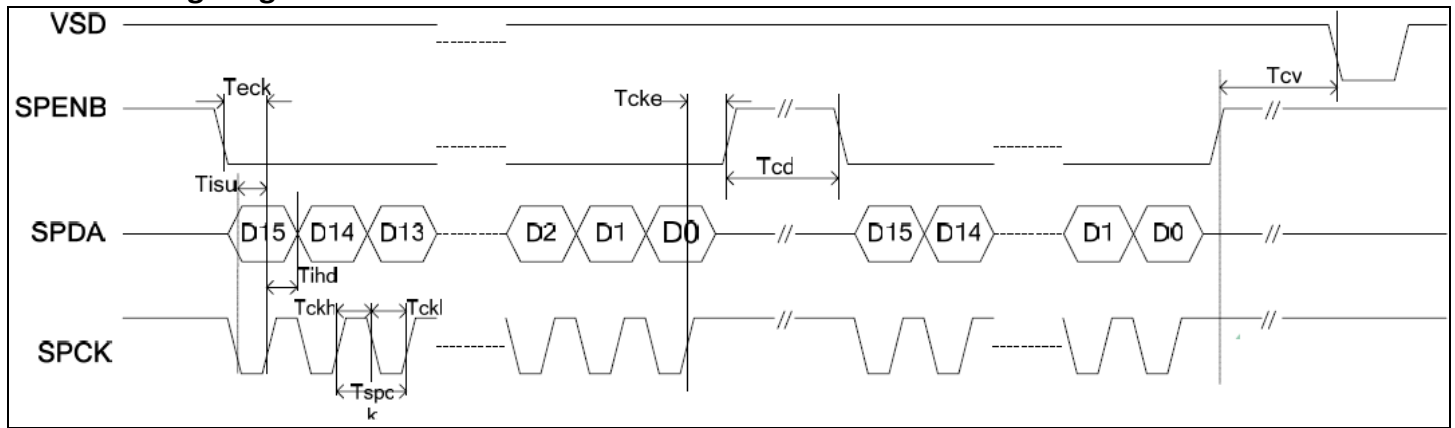 VSD
Teck
Tcke
Tcv
SPENB
Tcd
Tisu
SPDA
D15 D14 D13 D2 D1 D0 // D15 D14 D1 D0 //
Tihd
Tckh Tckl
SPCK
Tspc
k